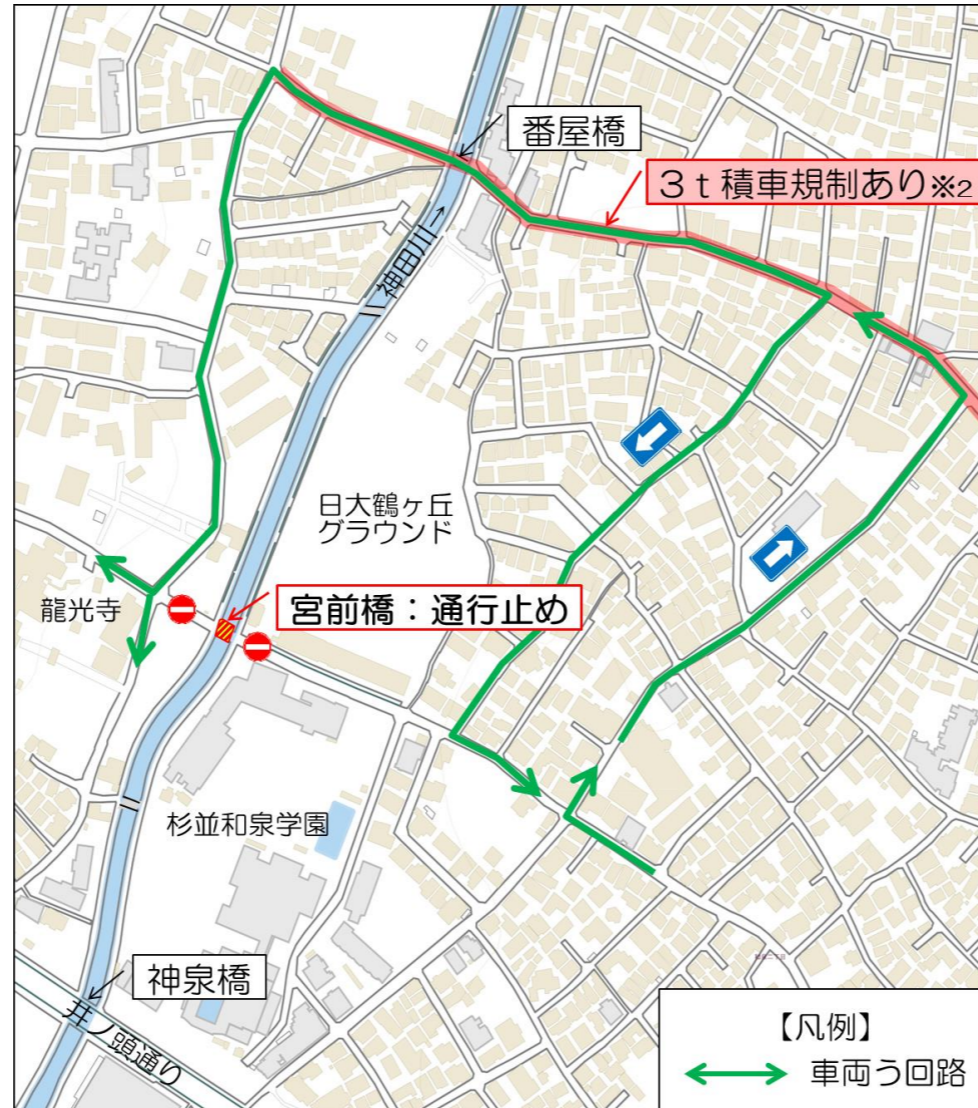 番屋橋
3t積車規制あり※2
神田川→
日大鶴ヶ丘
グラウンド
宮前橋：通行止め
龍光寺
杉並和泉学園
神泉橋
井ノ頭通り
【凡例】
車両う回路